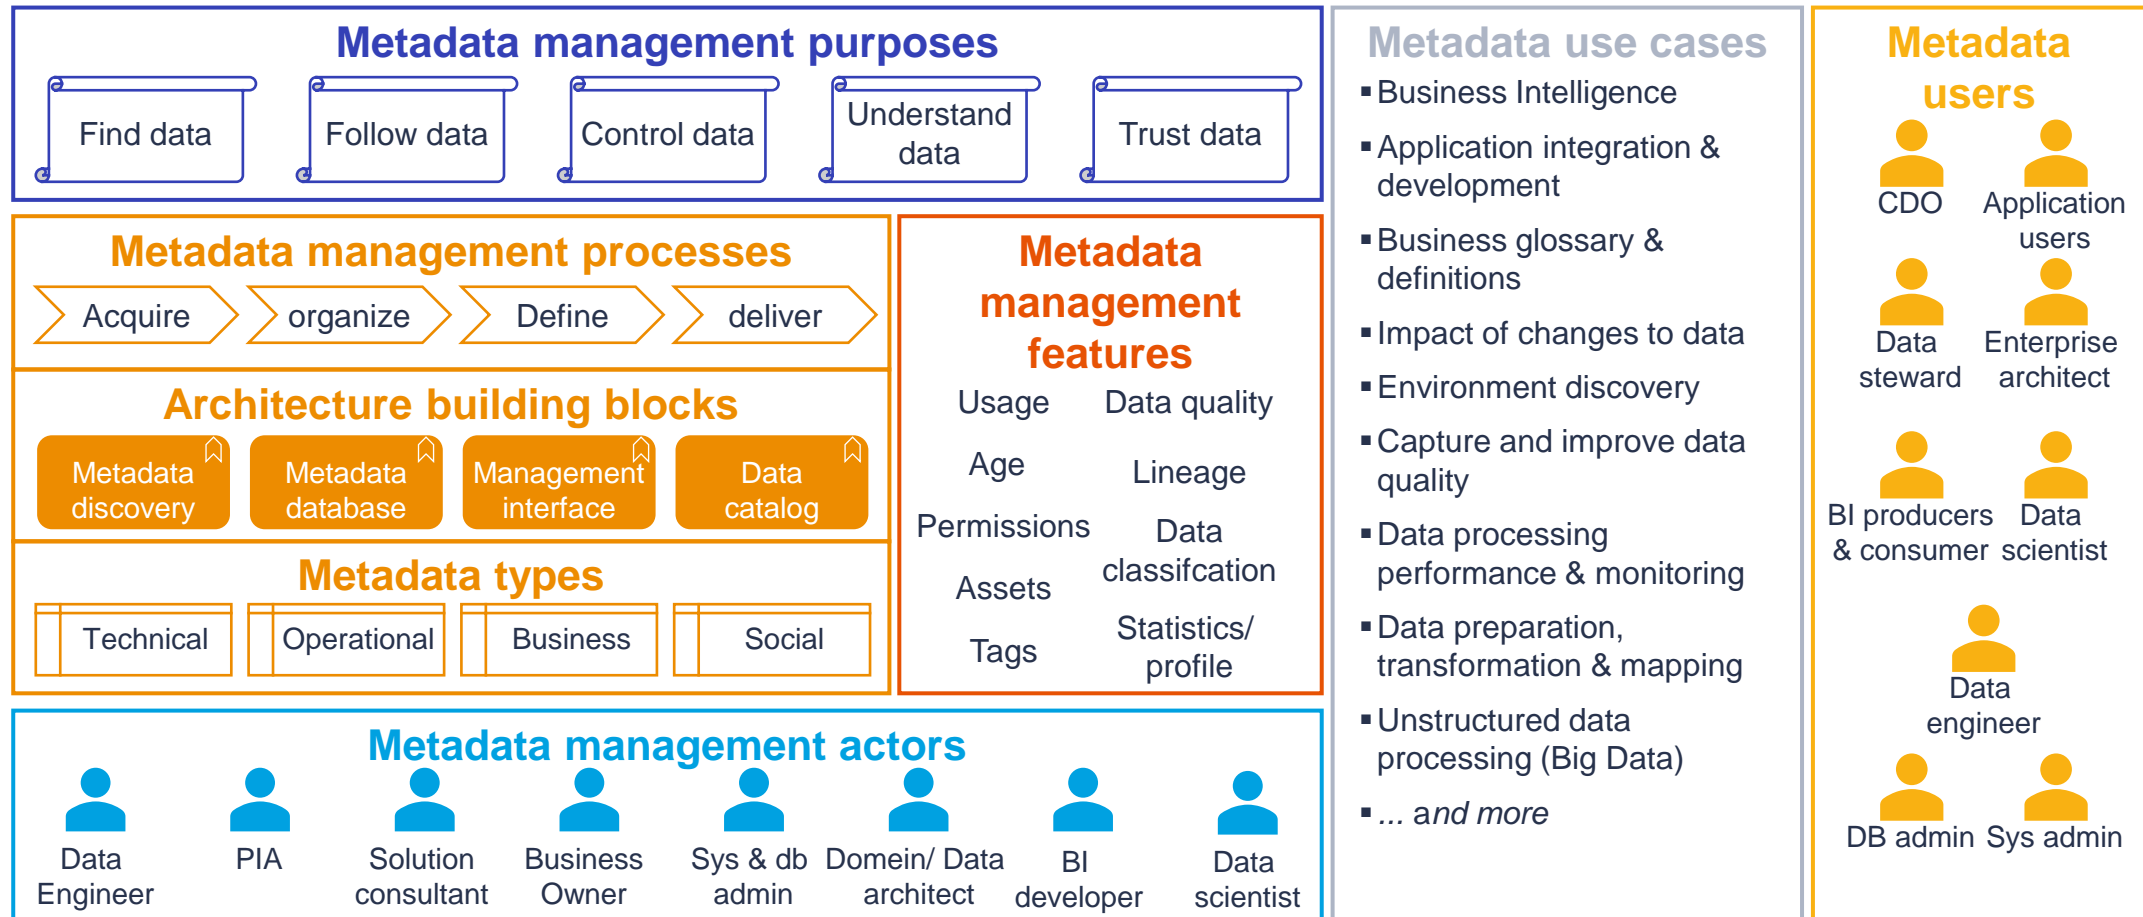 Metadata management purposes
Find data
Follow data
Control data
Understand
data
Trust data
Metadata management processes
Acquire
organize
Define
deliver
Architecture building blocks
Metadata
discovery
Metadata
database
Management
interface
Data
catalog
Metadata types
Technical
Operational
Business
Social
Metadata
management
features
Usage
Age
Permissions
Assets
Tags
Data quality
Lineage
Data
classifcation
Statistics/
profile
Metadata management actors
Data
Engineer
PIA
Solution
consultant
Business
Owner
Sys & db
admin
Domein/ Data
architect
BI
developer
Data
scientist
Metadata use cases
▪Business Intelligence
▪Application integration &
development
▪Business glossary &
definitions
▪Impact of changes to data
▪Environment discovery
▪Capture and improve data
quality
▪Data processing
performance & monitoring
▪Data preparation,
transformation & mapping
▪Unstructured data
processing (Big Data)
▪... and more
Metadata
users
CDO
Application
users
Data
steward
Enterprise
architect
BI producers
& consumer
Data
scientist
Data
engineer
DB admin
Sys admin